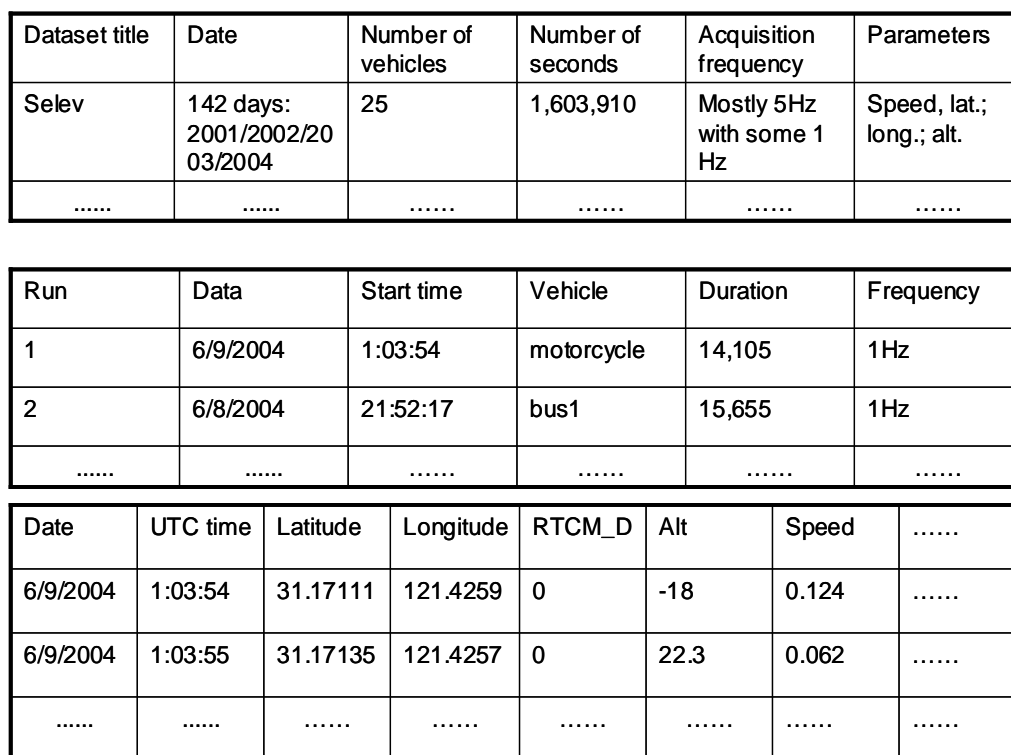 Dataset title Date Number of vehicles Number of seconds Acquisition frequency Parameters
Selev 142 days: 2001/2002/2003/2004 25 1,603,910 Mostly 5Hz with some 1 Hz Speed, lat.; long.; alt.
...... ...... ...... ...... ...... ......
Run Data Start time Vehicle Duration Frequency
1 6/9/2004 1:03:54 motorcycle 14,105 1Hz
2 6/8/2004 21:52:17 bus1 15,655 1Hz
...... ...... ...... ...... ...... ......
Date UTC time Latitude Longitude RTCM_D Alt Speed ......
6/9/2004 1:03:54 31.17111 121.4259 0 -18 0.124 ......
6/9/2004 1:03:55 31.17135 121.4257 0 22.3 0.062 ......
...... ...... ...... ...... ...... ...... ...... ......